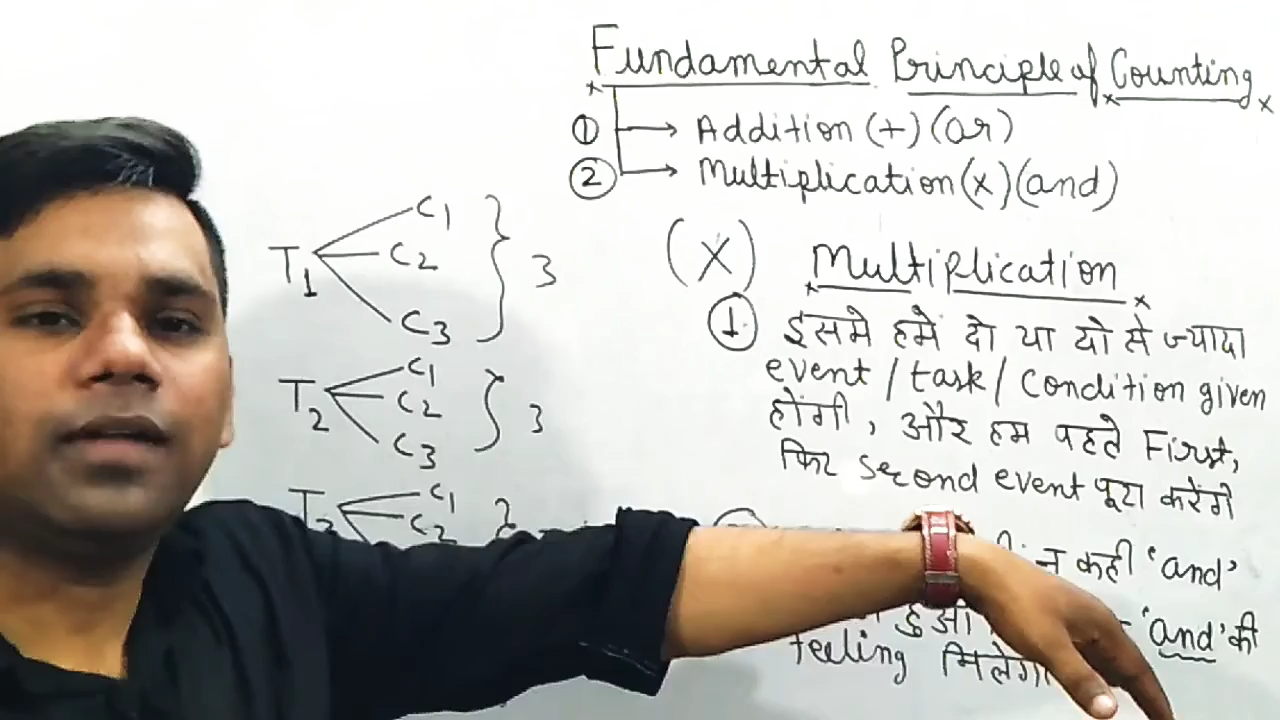 Fundamental Principle of Counting
① → Addition (+) (or)
② → Multiplication (x) (and)
(X) Multiplication
① इसमे हमें दो या दो से ज्यादा
event / task / condition given
होंगी, और हम पहले First,
फिर second event पूरा करेंगे
न कही 'and'
'and' की
feeling मिलेगी
T1
C1
C2
C3
} 3
T2
C1
C2
C3
} 3
C1
C2